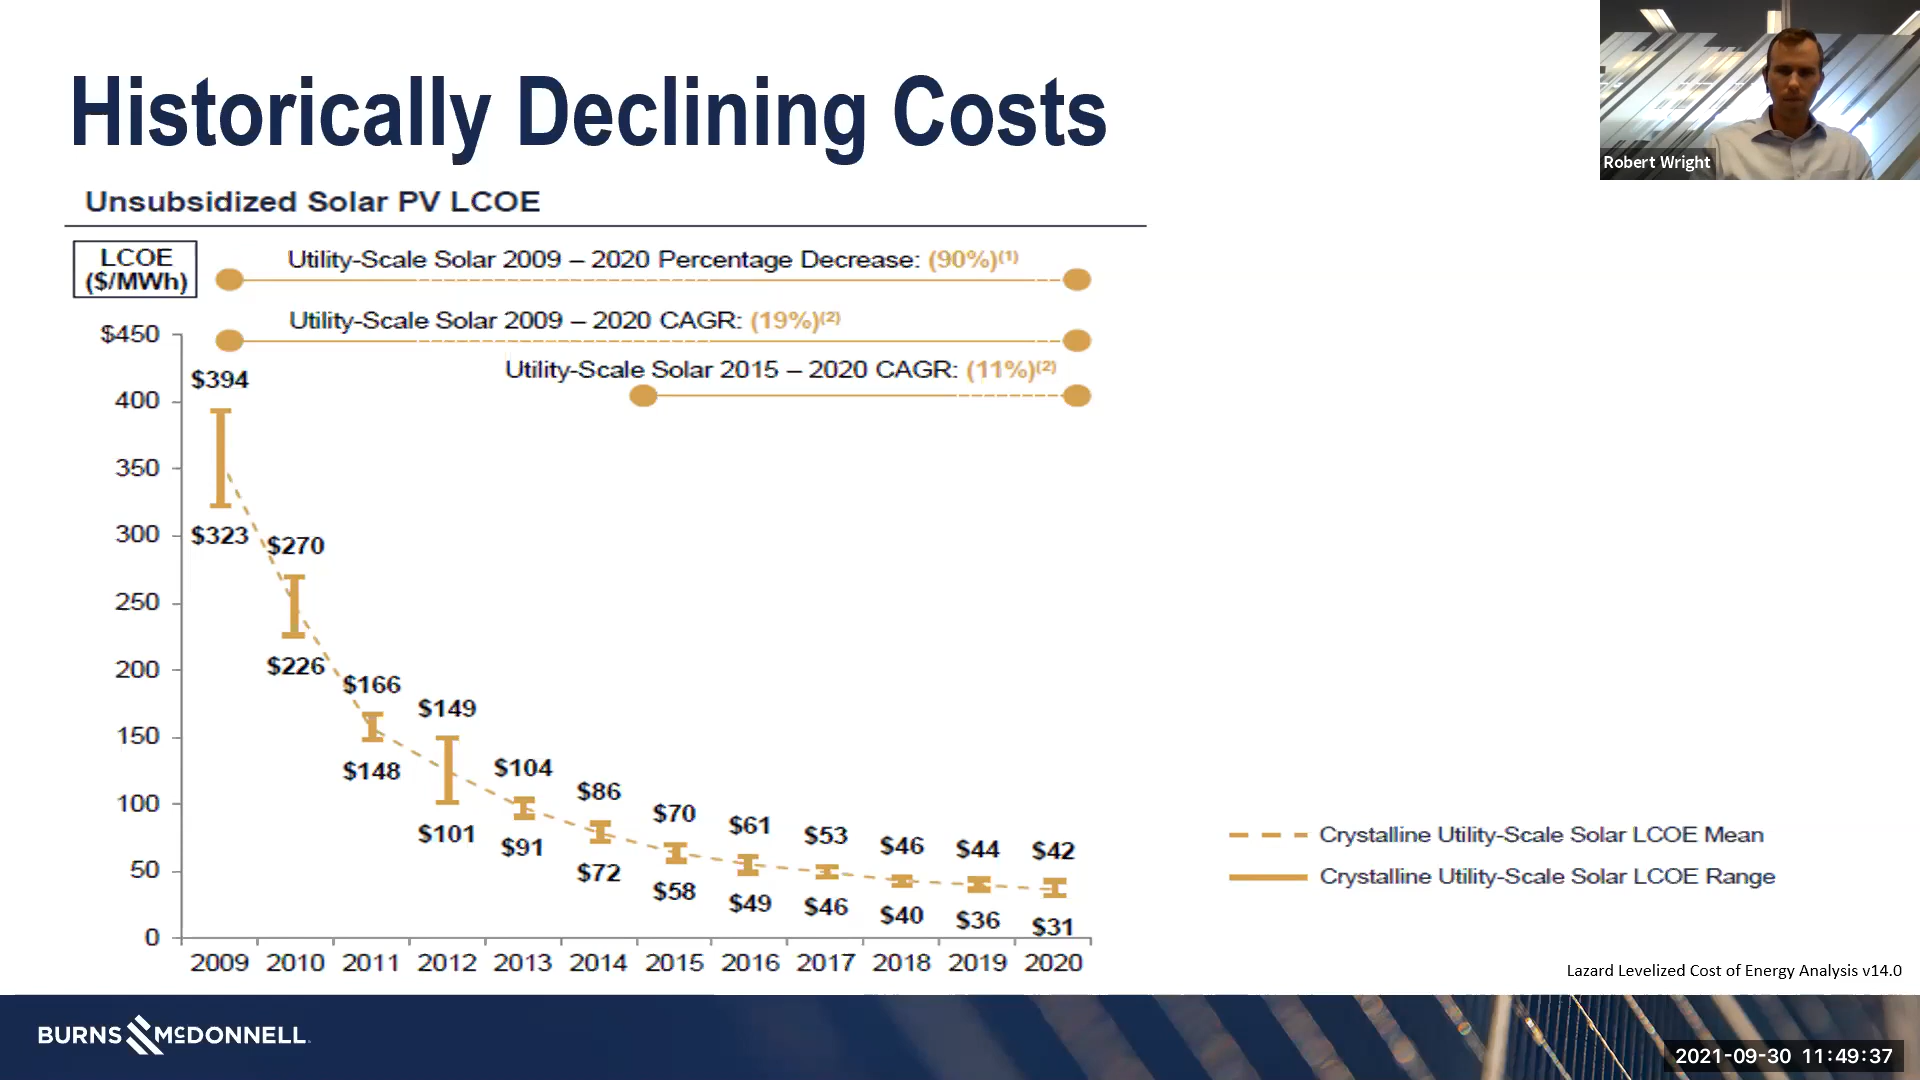 Historically Declining Costs
Robert Wright
Unsubsidized Solar PV LCOE
LCOE
($/MWh)
Utility-Scale Solar 2009 – 2020 Percentage Decrease: (90%)(1)
Utility-Scale Solar 2009 – 2020 CAGR: (19%)(2)
Utility-Scale Solar 2015 – 2020 CAGR: (11%)(2)
$450
400
350
300
250
200
150
100
50
0
$394
$323
$270
$226
$166
$148
$149
$101
$104
$91
$86
$72
$70
$58
$61
$49
$53
$46
$46
$40
$44
$36
$42
$31
2009 2010 2011 2012 2013 2014 2015 2016 2017 2018 2019 2020
Crystalline Utility-Scale Solar LCOE Mean
Crystalline Utility-Scale Solar LCOE Range
Lazard Levelized Cost of Energy Analysis v14.0
BURNS McDONNELL.
2021-09-30 11:49:37